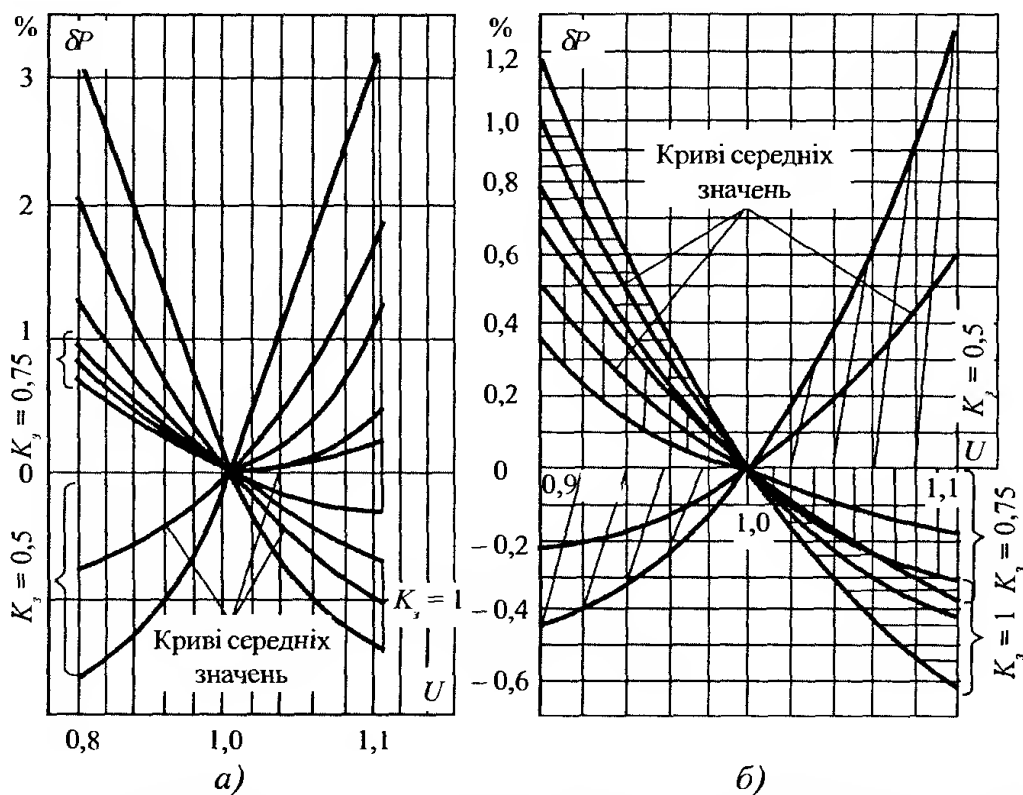 %
δP
3
2
1
0
K₃ = 0,75
K₃ = 0,5
K₃ = 1
Криві середніх
значень
U
0,8
1,0
1,1
а)
%
δP
1,2
1,0
0,8
0,6
0,4
0,2
0
– 0,2
– 0,4
– 0,6
Криві середніх
значень
K₃ = 0,5
U
0,9
1,0
1,1
K₃ = 1 K₃ = 0,75
б)